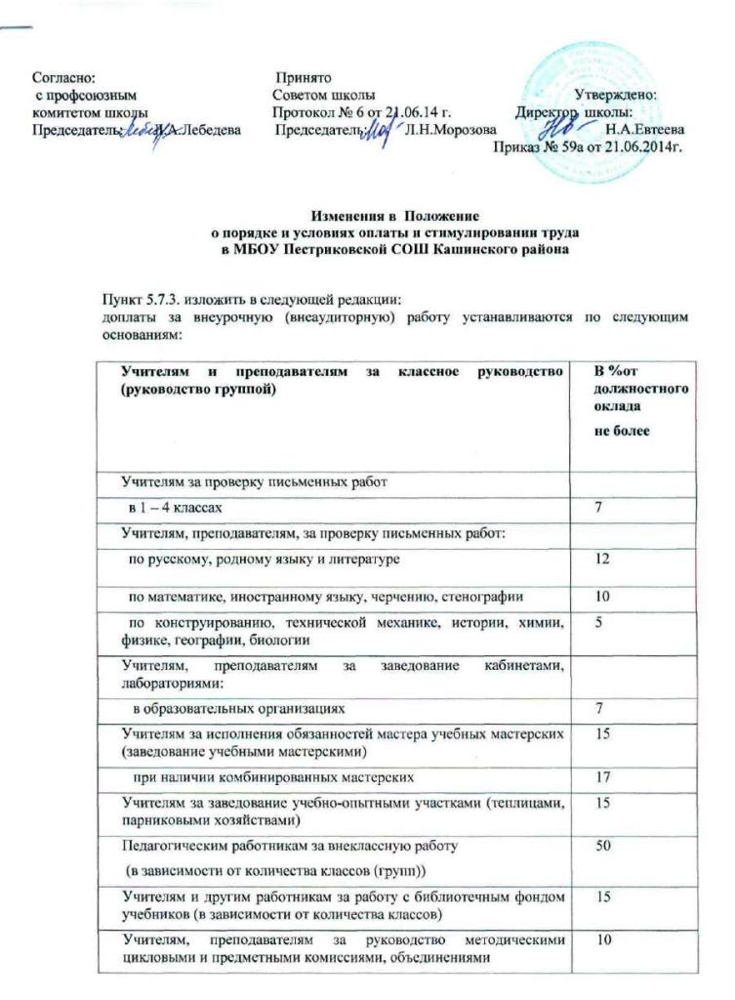 Согласно: Принято
с профсоюзным Советом школы Утверждено:
комитетом школы Протокол № 6 от 21.06.14 г. Директор школы:
Председатель: А.Лебедева Председатель: Л.Н.Морозова Н.А.Евтеева
Приказ № 59а от 21.06.2014г.
Изменения в Положение
о порядке и условиях оплаты и стимулировании труда
в МБОУ Пестриковской СОШ Кашинского района
Пункт 5.7.3. изложить в следующей редакции:
доплаты за внеурочную (внеаудиторную) работу устанавливаются по следующим
основаниям:
Учителям и преподавателям за классное руководство В %от
(руководство группой) должностного
оклада
не более
Учителям за проверку письменных работ
в 1 – 4 классах 7
Учителям, преподавателям, за проверку письменных работ:
по русскому, родному языку и литературе 12
по математике, иностранному языку, черчению, стенографии 10
по конструированию, технической механике, истории, химии, 5
физике, географии, биологии
Учителям, преподавателям за заведование кабинетами,
лабораториями:
в образовательных организациях 7
Учителям за исполнения обязанностей мастера учебных мастерских 15
(заведование учебными мастерскими)
при наличии комбинированных мастерских 17
Учителям за заведование учебно-опытными участками (теплицами, 15
парниковыми хозяйствами)
Педагогическим работникам за внеклассную работу 50
(в зависимости от количества классов (групп))
Учителям и другим работникам за работу с библиотечным фондом 15
учебников (в зависимости от количества классов)
Учителям, преподавателям за руководство методическими 10
цикловыми и предметными комиссиями, объединениями